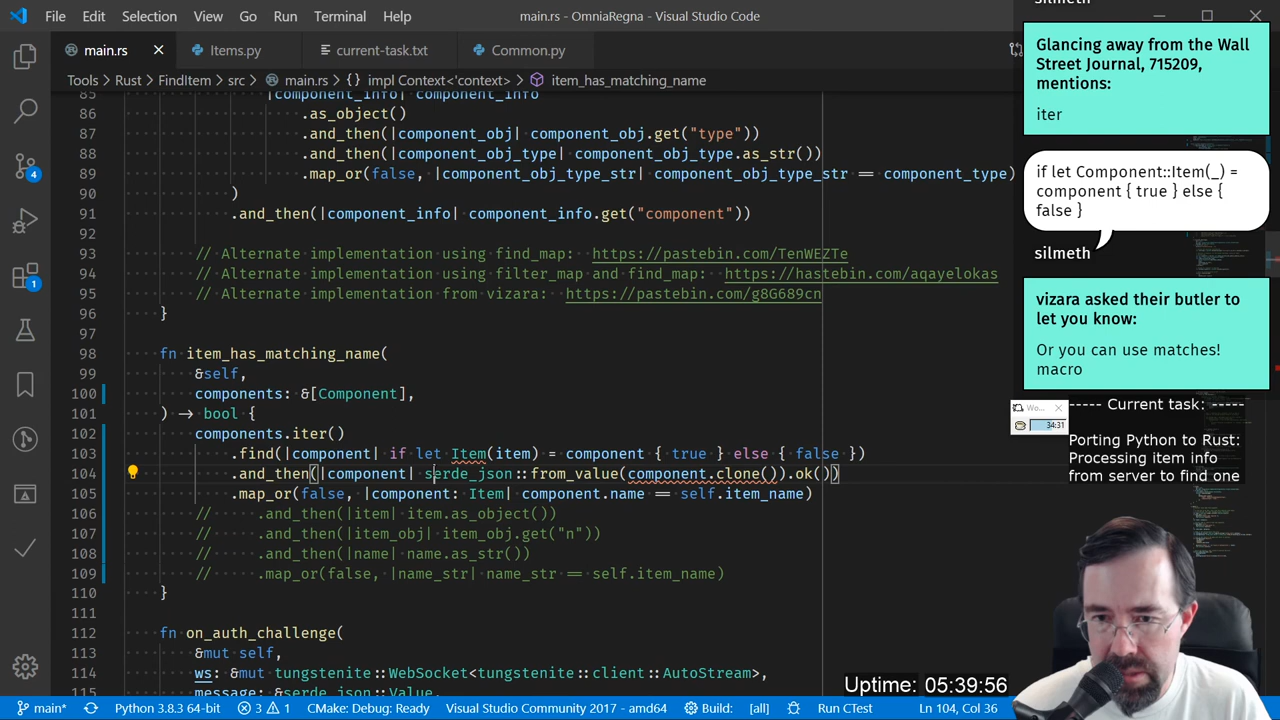 File Edit Selection View Go Run Terminal Help
main.rs - OmniaRegna - Visual Studio Code
main.rs
Items.py
current-task.txt
Common.py
Tools > Rust > FindItem > src > main.rs > {} impl Context<'context> > item_has_matching_name
85 |component_info| component_info
86 .as_object()
87 .and_then(|component_obj| component_obj.get("type"))
88 .and_then(|component_obj_type| component_obj_type.as_str())
89 .map_or(false, |component_obj_type_str| component_obj_type_str == component_type)
90 )
91 .and_then(|component_info| component_info.get("component"))
92
93 // Alternate implementation using find_map: https://pastebin.com/TenWEZTe
94 // Alternate implementation using filter_map and find_map: https://hastebin.com/aqayelokas
95 // Alternate implementation from vizara: https://pastebin.com/g8G689cn
96 }
97
98 fn item_has_matching_name(
99 &self,
100 components: &[Component],
101 ) → bool {
102 components.iter()
103 .find(|component| if let Item(item) = component { true } else { false })
104 .and_then(|component| serde_json::from_value(component.clone()).ok())
105 .map_or(false, |component: Item| component.name == self.item_name)
106 // .and_then(|item| item.as_object())
107 // .and_then(|item_obj| item_obj.get("n"))
108 // .and_then(|name| name.as_str())
109 // .map_or(false, |name_str| name_str == self.item_name)
110 }
111
112 fn on_auth_challenge(
113 &mut self,
114 ws: &mut tungstenite::WebSocket<tungstenite::client::AutoStream>,
115 message: &serde_json::Value,
silmeth
Glancing away from the Wall
Street Journal, 715209,
mentions:
iter
if let Component::Item(_) =
component { true } else {
false }
silmeth
vizara asked their butler to
let you know:
Or you can use matches!
macro
----- Current task: -----
Wo...
34:31
Porting Python to Rust:
Processing item info
from server to find one
Uptime: 05:39:56
4
1
main* Python 3.8.3 64-bit 3 1 CMake: Debug: Ready Visual Studio Community 2017 - amd64 Build: [all] Run CTest Ln 104, Col 36